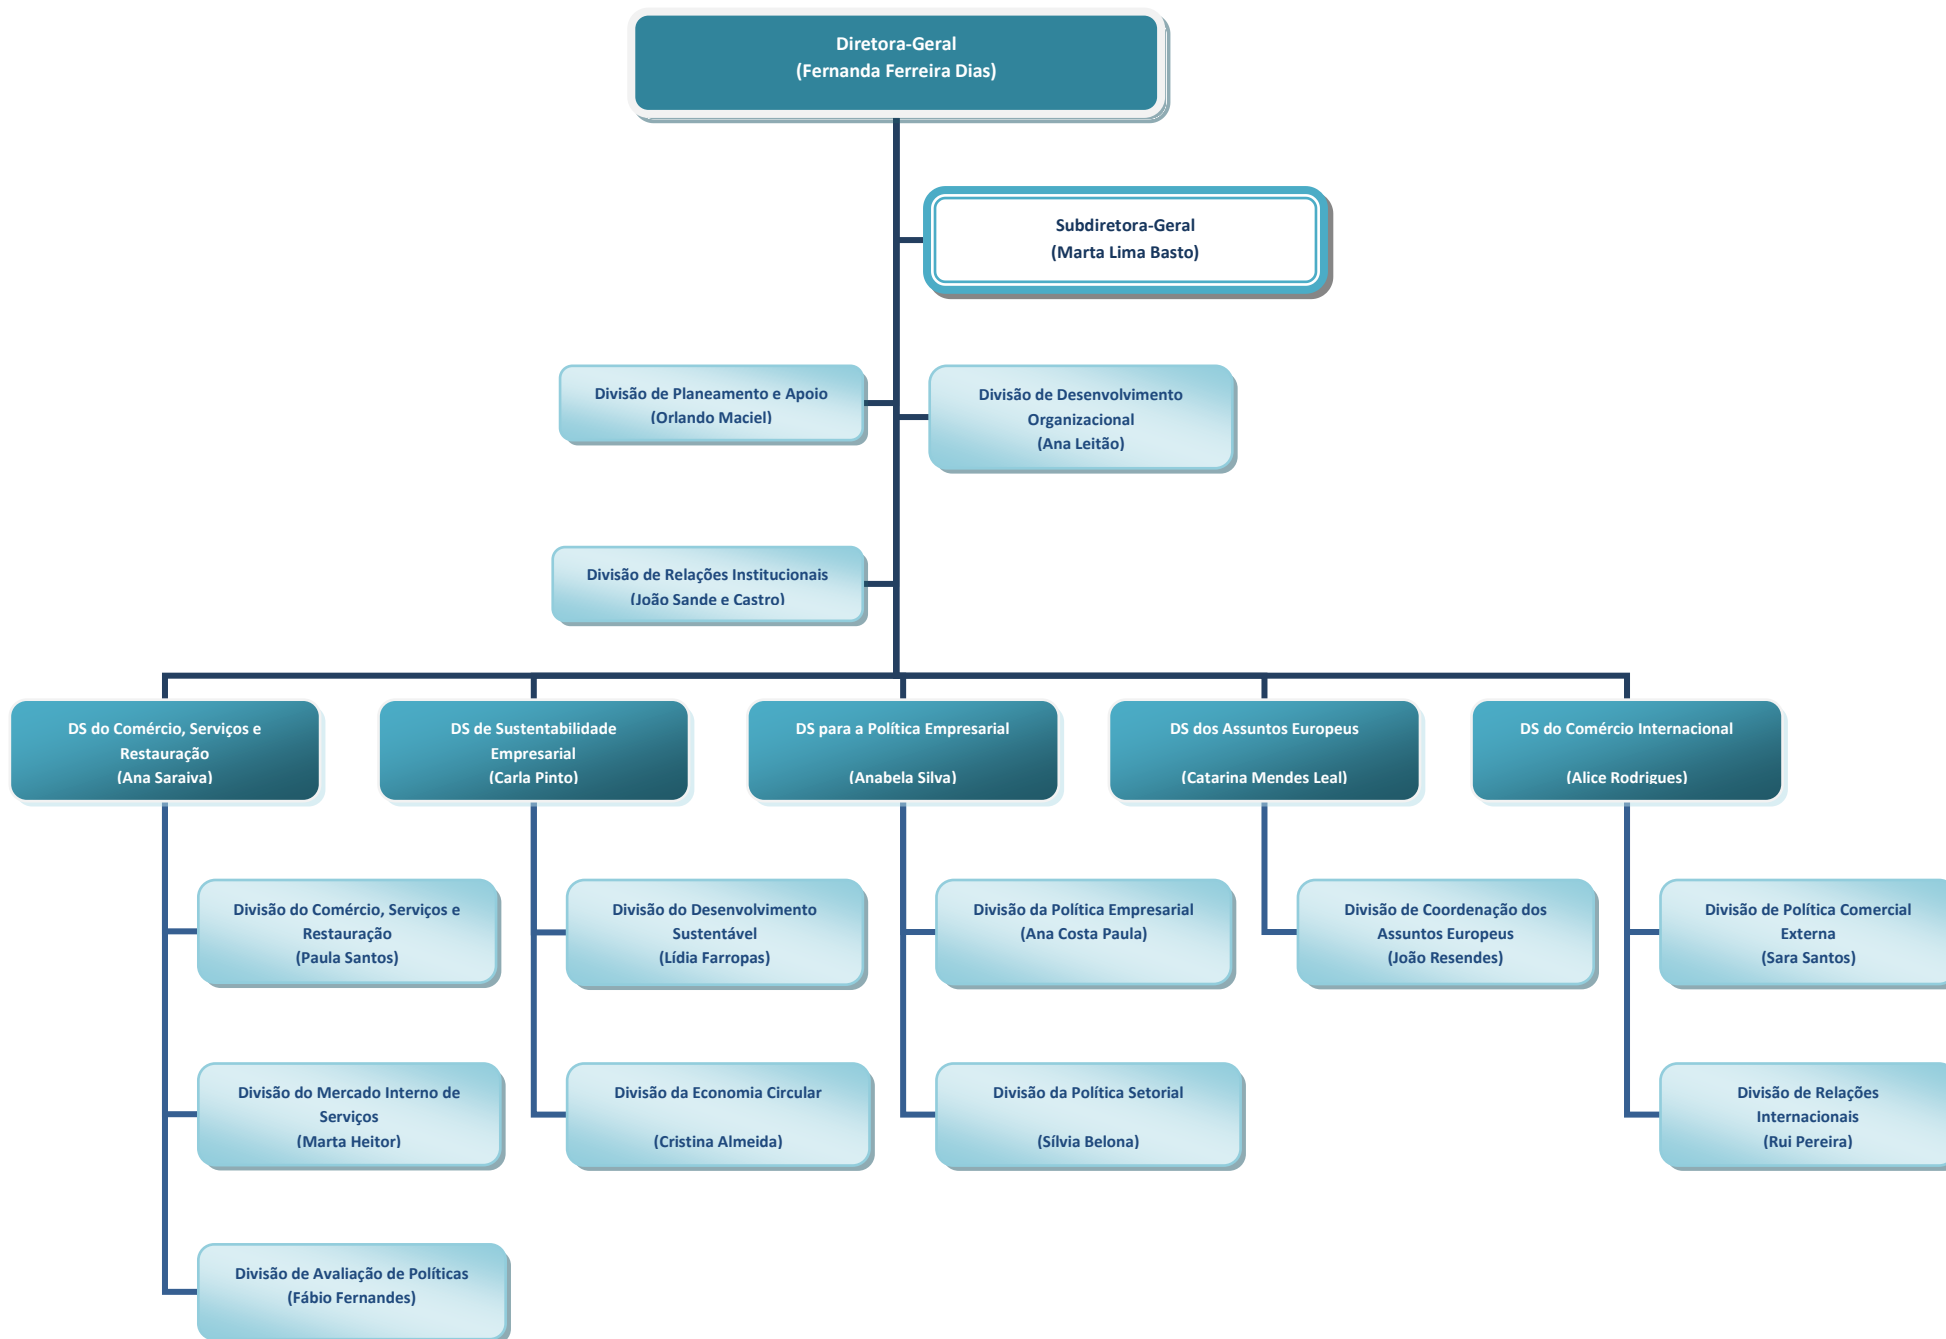 Diretora-Geral
(Fernanda Ferreira Dias)
Subdiretora-Geral
(Marta Lima Basto)
Divisão de Planeamento e Apoio
(Orlando Maciel)
Divisão de Desenvolvimento
Organizacional
(Ana Leitão)
Divisão de Relações Institucionais
(João Sande e Castro)
DS do Comércio, Serviços e
Restauração
(Ana Saraiva)
DS de Sustentabilidade
Empresarial
(Carla Pinto)
DS para a Política Empresarial
(Anabela Silva)
DS dos Assuntos Europeus
(Catarina Mendes Leal)
DS do Comércio Internacional
(Alice Rodrigues)
Divisão do Comércio, Serviços e
Restauração
(Paula Santos)
Divisão do Desenvolvimento
Sustentável
(Lídia Farropas)
Divisão da Política Empresarial
(Ana Costa Paula)
Divisão de Coordenação dos
Assuntos Europeus
(João Resendes)
Divisão de Política Comercial
Externa
(Sara Santos)
Divisão do Mercado Interno de
Serviços
(Marta Heitor)
Divisão da Economia Circular
(Cristina Almeida)
Divisão da Política Setorial
(Sílvia Belona)
Divisão de Relações
Internacionais
(Rui Pereira)
Divisão de Avaliação de Políticas
(Fábio Fernandes)